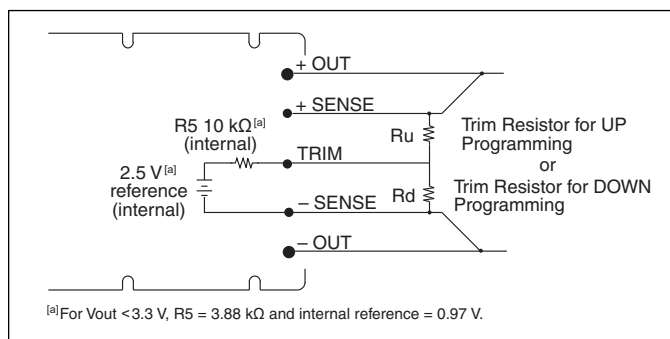 + OUT
+ SENSE
R5 10 kΩ[a]
(internal)
TRIM
2.5 V[a]
reference
(internal)
– SENSE
– OUT
Ru
Rd
Trim Resistor for UP
Programming
or
Trim Resistor for DOWN
Programming
[a]For Vout <3.3 V, R5 = 3.88 kΩ and internal reference = 0.97 V.